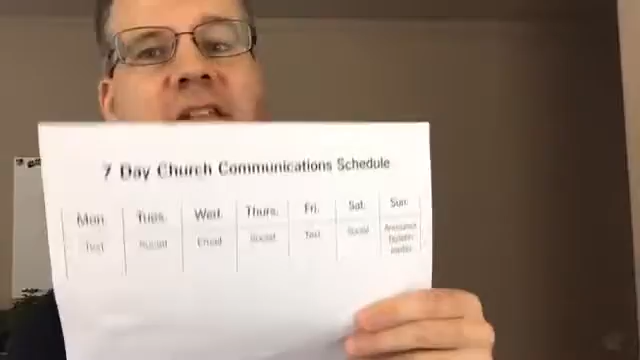 7 Day Church Communications Schedule
Mon. Tues. Wed. Thurs. Fri. Sat. Sun.
Text Social Email Social Text Social